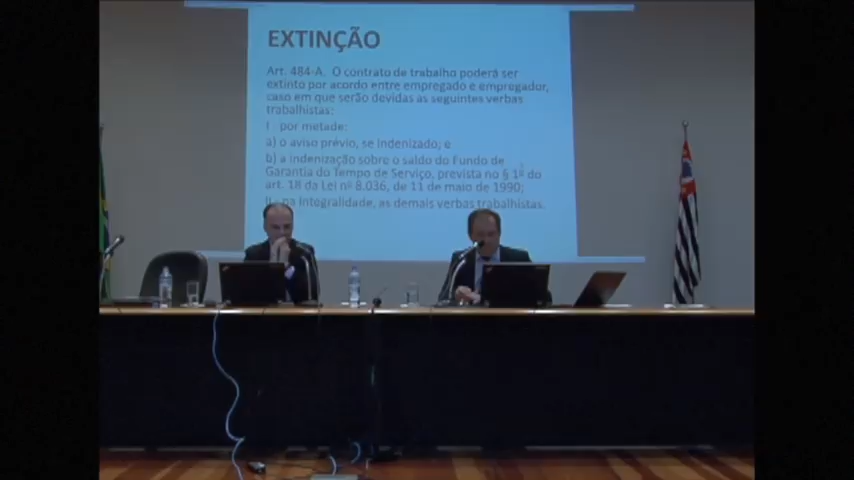 EXTINÇÃO
Art. 484-A. O contrato de trabalho poderá ser
extinto por acordo entre empregado e empregador,
caso em que serão devidas as seguintes verbas
trabalhistas:
I - por metade:
a) o aviso prévio, se indenizado; e
b) a indenização sobre o saldo do Fundo de
Garantia do Tempo de Serviço, prevista no § 1º do
art. 18 da Lei nº 8.036, de 11 de maio de 1990;
II - na integralidade, as demais verbas trabalhistas.